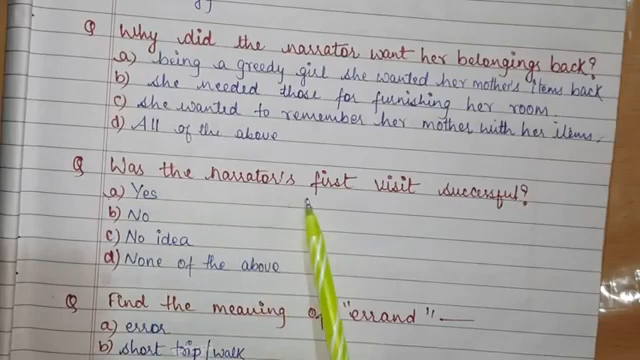 Q Why did the narrator want her belongings back?
a) being a greedy girl she wanted her mother's items back
b) she needed those for furnishing her room
c) she wanted to remember her mother with her items.
d) All of the above
Q Was the narrator's first visit successful?
a) Yes
b) No
c) No idea
d) None of the above
Q Find the meaning of "errand" —
a) error
b) short trip/walk